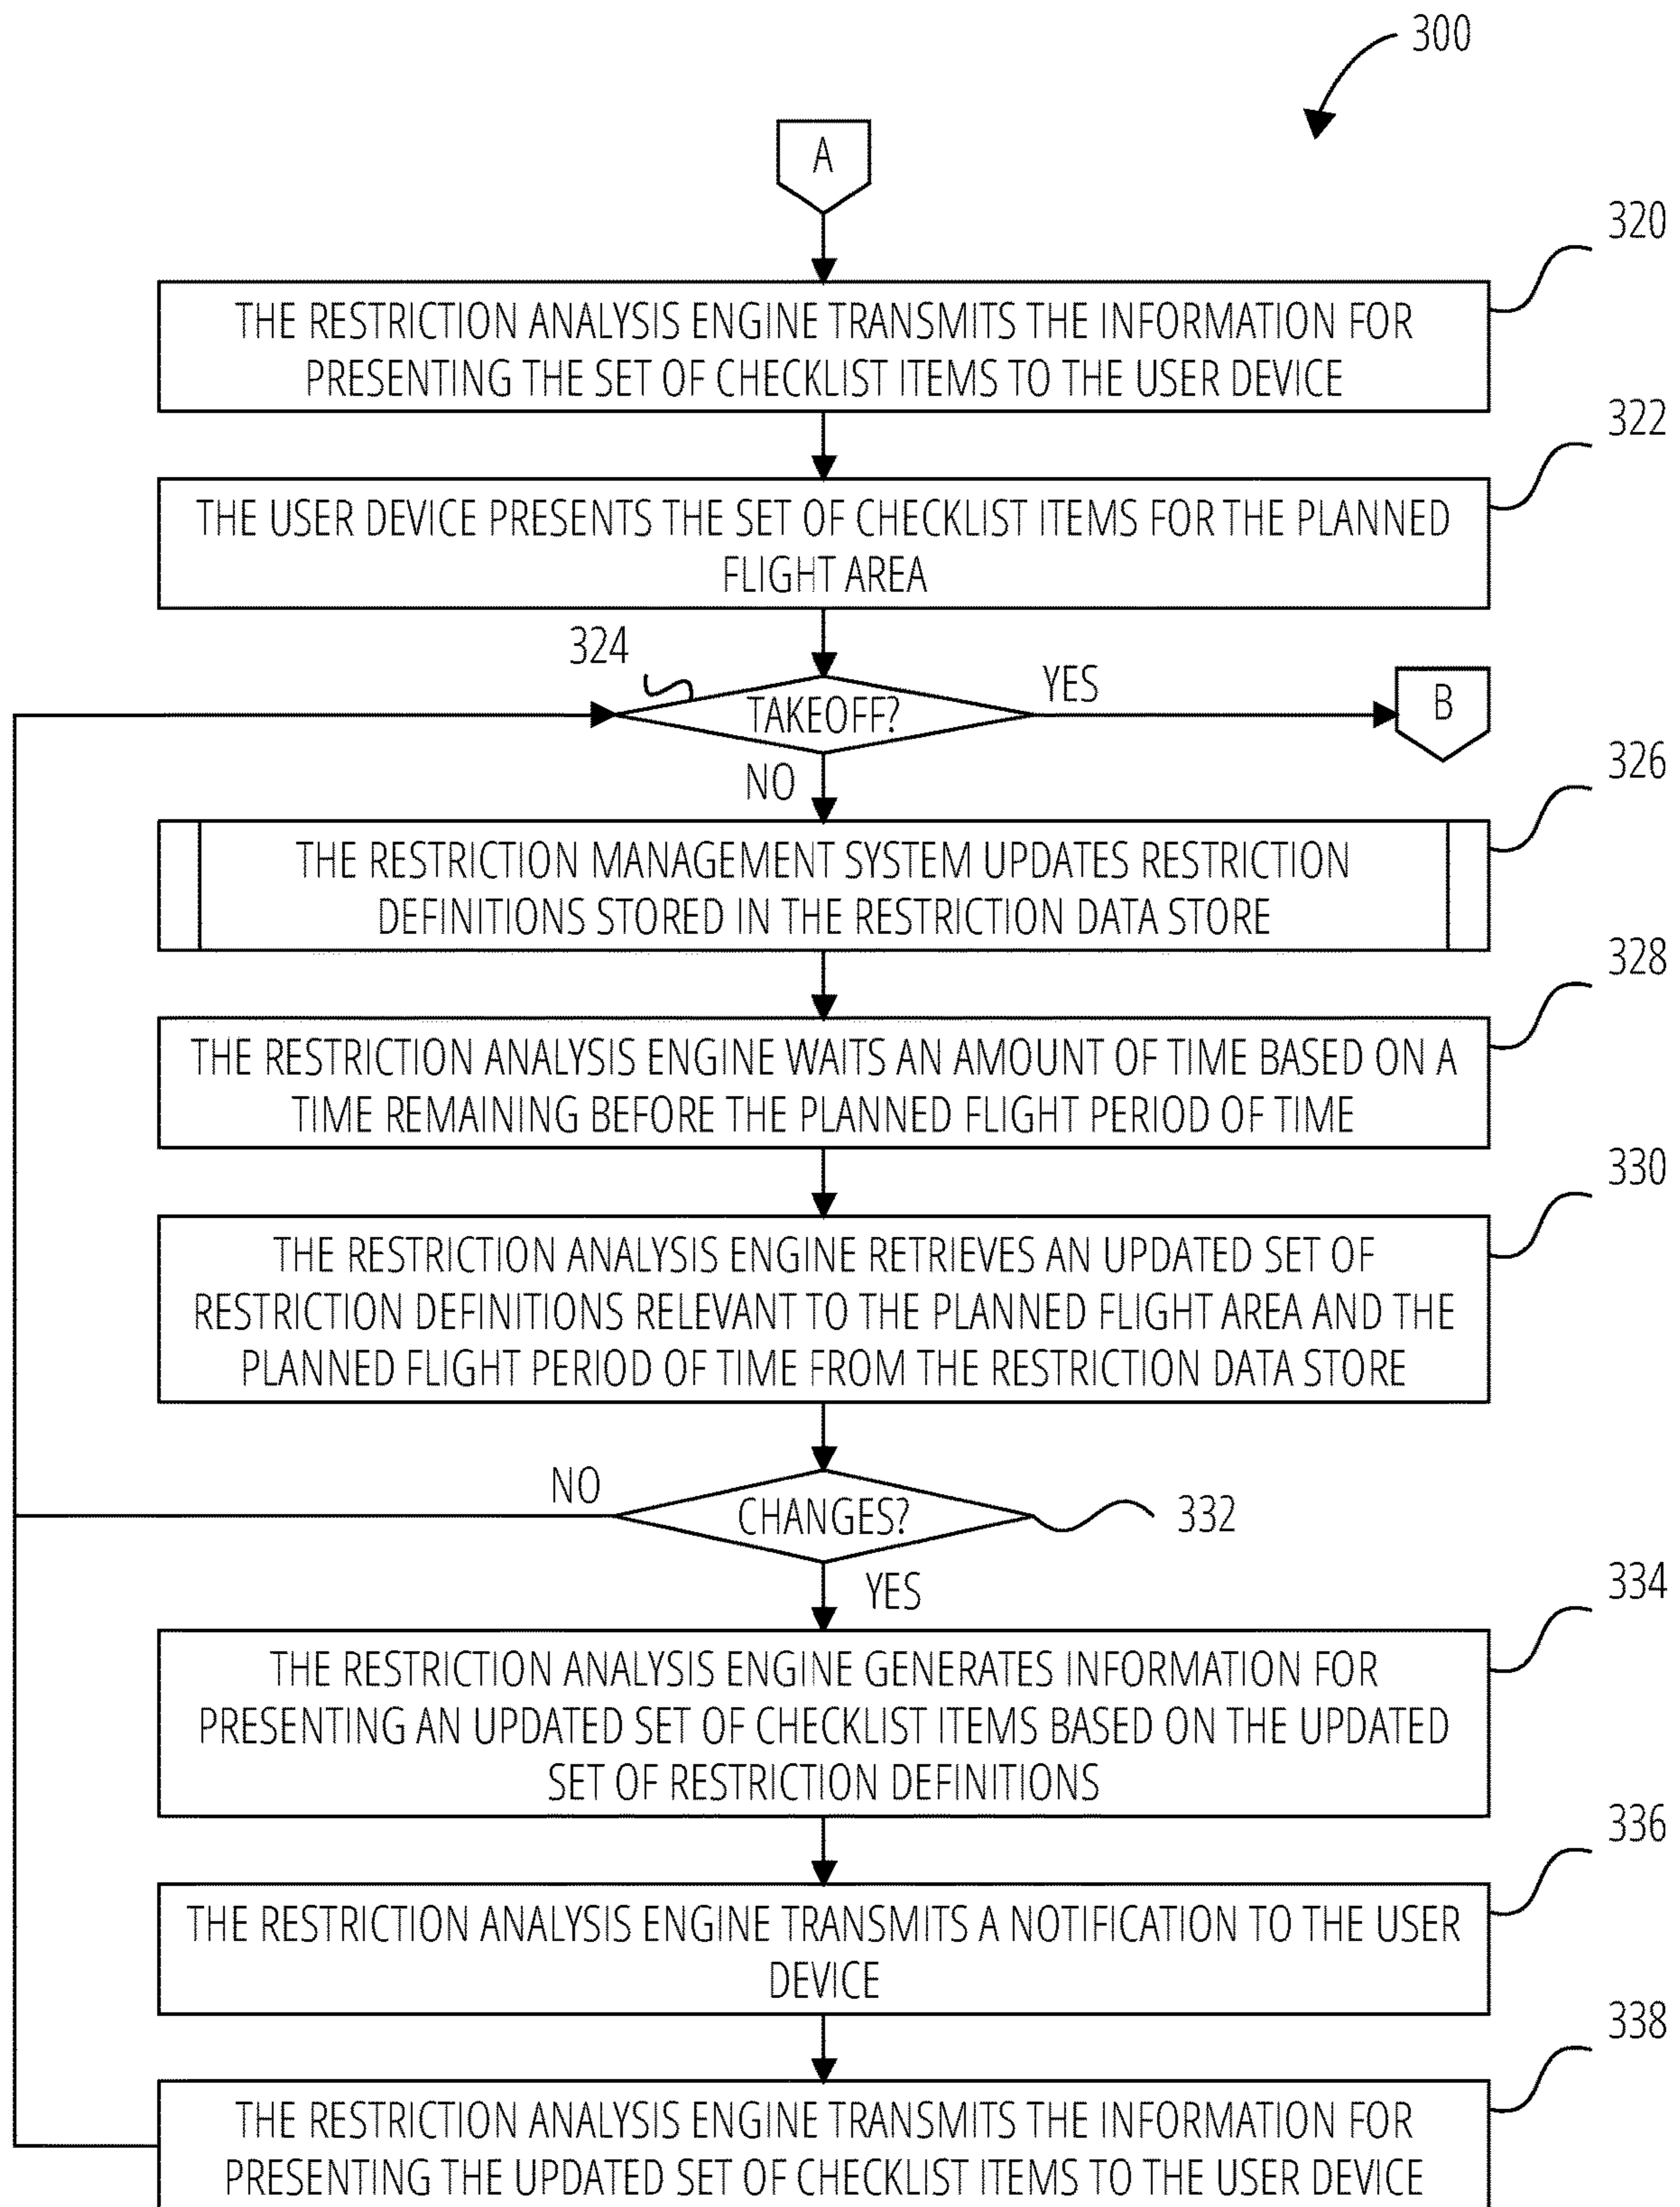 300
A
320
THE RESTRICTION ANALYSIS ENGINE TRANSMITS THE INFORMATION FOR
PRESENTING THE SET OF CHECKLIST ITEMS TO THE USER DEVICE
322
THE USER DEVICE PRESENTS THE SET OF CHECKLIST ITEMS FOR THE PLANNED
FLIGHT AREA
324
TAKEOFF?
YES
B
NO
326
THE RESTRICTION MANAGEMENT SYSTEM UPDATES RESTRICTION
DEFINITIONS STORED IN THE RESTRICTION DATA STORE
328
THE RESTRICTION ANALYSIS ENGINE WAITS AN AMOUNT OF TIME BASED ON A
TIME REMAINING BEFORE THE PLANNED FLIGHT PERIOD OF TIME
330
THE RESTRICTION ANALYSIS ENGINE RETRIEVES AN UPDATED SET OF
RESTRICTION DEFINITIONS RELEVANT TO THE PLANNED FLIGHT AREA AND THE
PLANNED FLIGHT PERIOD OF TIME FROM THE RESTRICTION DATA STORE
NO
CHANGES?
332
YES
334
THE RESTRICTION ANALYSIS ENGINE GENERATES INFORMATION FOR
PRESENTING AN UPDATED SET OF CHECKLIST ITEMS BASED ON THE UPDATED
SET OF RESTRICTION DEFINITIONS
336
THE RESTRICTION ANALYSIS ENGINE TRANSMITS A NOTIFICATION TO THE USER
DEVICE
338
THE RESTRICTION ANALYSIS ENGINE TRANSMITS THE INFORMATION FOR
PRESENTING THE UPDATED SET OF CHECKLIST ITEMS TO THE USER DEVICE